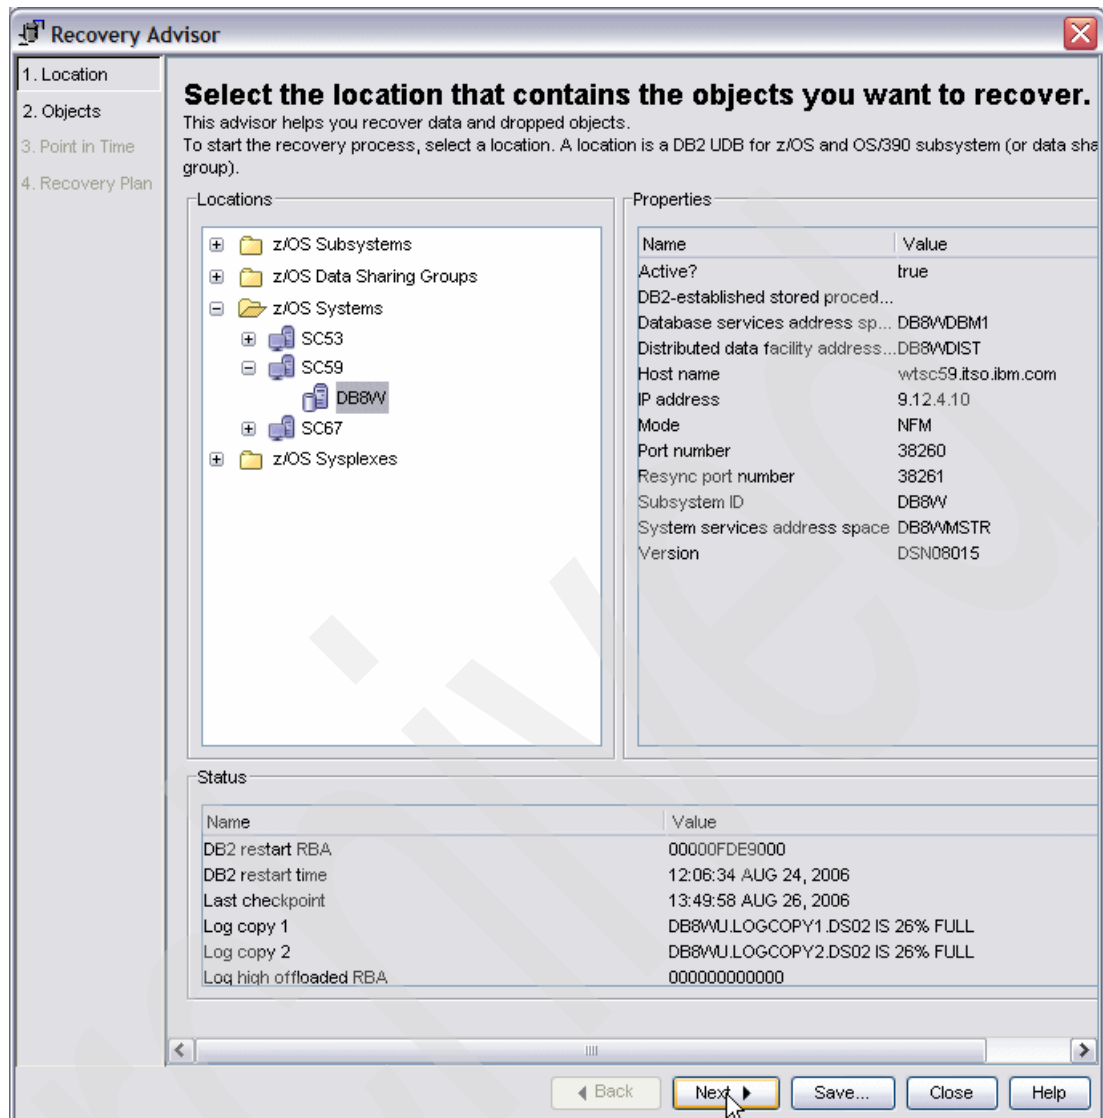 Recovery Advisor
1. Location
2. Objects
3. Point in Time
4. Recovery Plan
Select the location that contains the objects you want to recover.
This advisor helps you recover data and dropped objects.
To start the recovery process, select a location. A location is a DB2 UDB for z/OS and OS/390 subsystem (or data sha
group).
Locations
z/OS Subsystems
z/OS Data Sharing Groups
z/OS Systems
SC53
SC59
DB8W
SC67
z/OS Sysplexes
Properties
Name Value
Active? true
DB2-established stored proced...
Database services address sp... DB8WDBM1
Distributed data facility address... DB8WDIST
Host name wtsc59.itso.ibm.com
IP address 9.12.4.10
Mode NFM
Port number 38260
Resync port number 38261
Subsystem ID DB8W
System services address space DB8WMSTR
Version DSN08015
Status
Name Value
DB2 restart RBA 00000FDE9000
DB2 restart time 12:06:34 AUG 24, 2006
Last checkpoint 13:49:58 AUG 26, 2006
Log copy 1 DB8WU.LOGCOPY1.DS02 IS 26% FULL
Log copy 2 DB8WU.LOGCOPY2.DS02 IS 26% FULL
Log high offloaded RBA 000000000000
Back Next Save... Close Help